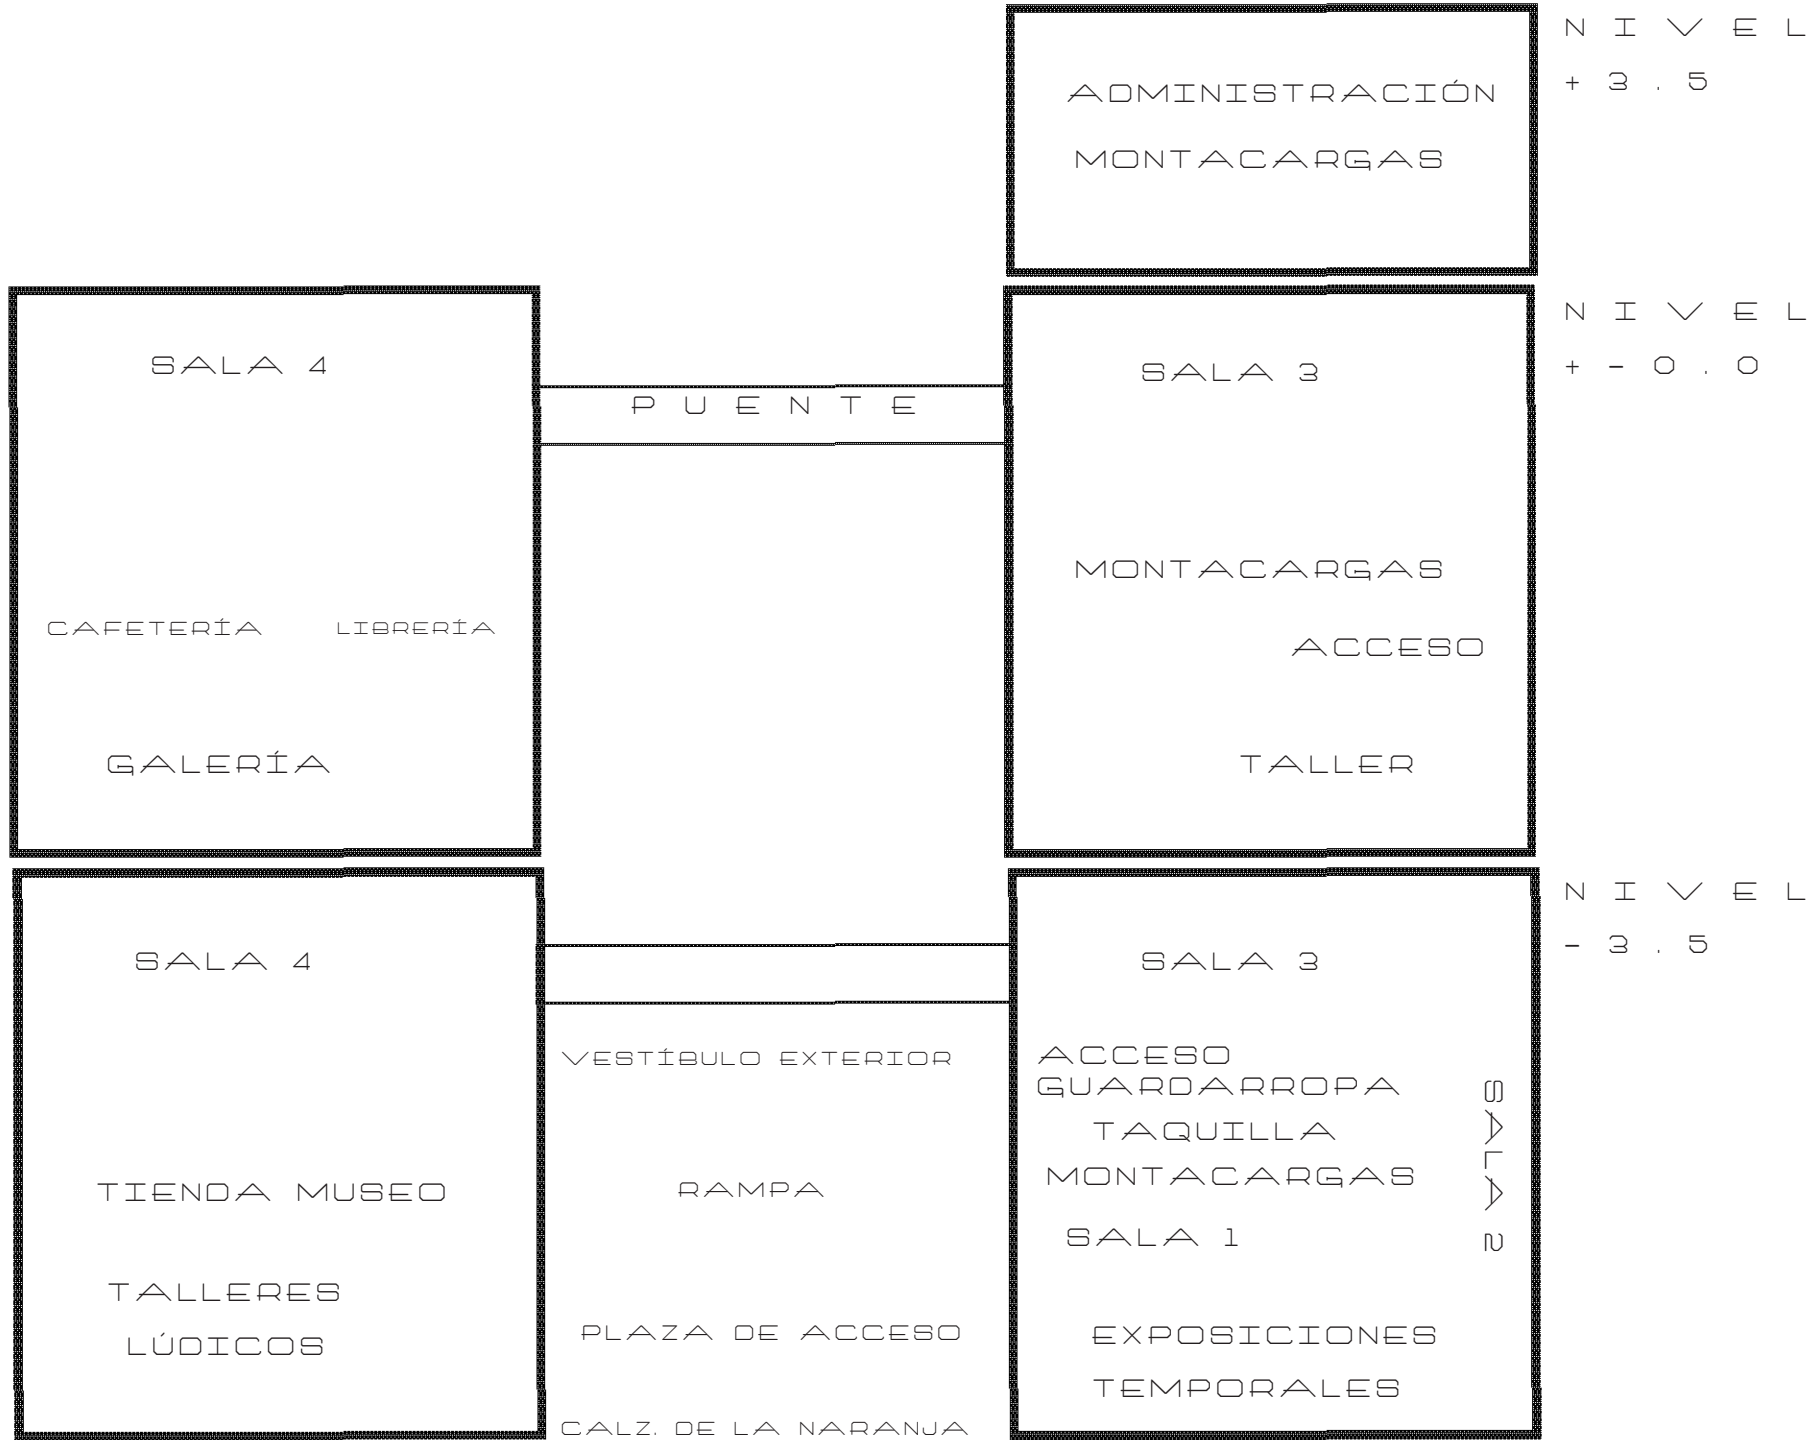 NIVEL
+3.5
ADMINISTRACIÓN
MONTACARGAS
NIVEL
+-0.0
SALA 4
PUENTE
SALA 3
CAFETERÍA
LIBRERÍA
MONTACARGAS
ACCESO
GALERÍA
TALLER
NIVEL
-3.5
SALA 4
TIENDA MUSEO
TALLERES
LÚDICOS
VESTÍBULO EXTERIOR
RAMPA
PLAZA DE ACCESO
CALZ. DE LA NARANJA
SALA 3
ACCESO
GUARDARROPA
TAQUILLA
MONTACARGAS
SALA 1
SALA 2
EXPOSICIONES
TEMPORALES